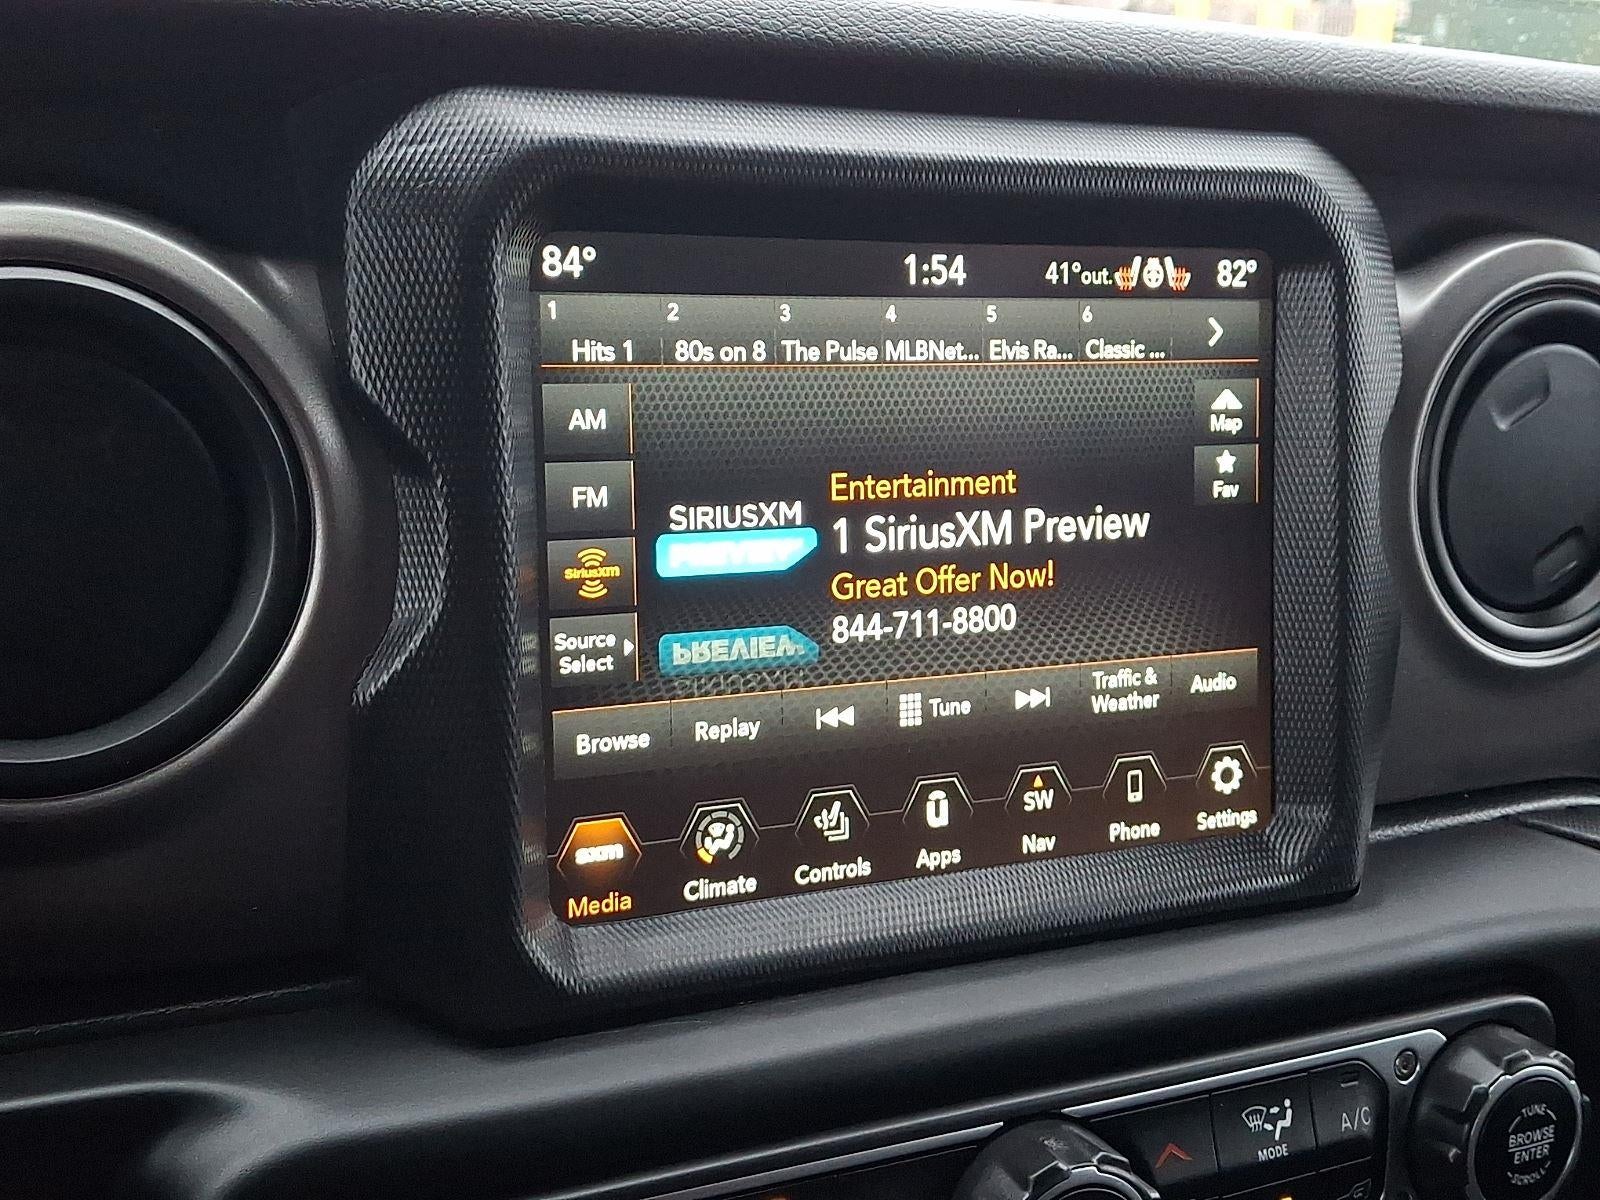 84° 1:54 41°out. 82°
1 2 3 4 5 6
Hits 1 80s on 8 The Pulse MLBNet... Elvis Ra... Classic ...
AM
Map
FM
Fav
SiriusXM
Source
Select
SIRIUSXM
PREVIEW
Entertainment
1 SiriusXM Preview
Great Offer Now!
844-711-8800
PREVIEW
SIRIUSXM
Browse Replay Tune Traffic & Audio
Weather
sxm
Media Climate Controls Apps Nav Phone Settings
SW
MODE
A/C
TUNE
BROWSE
ENTER
SCROLL